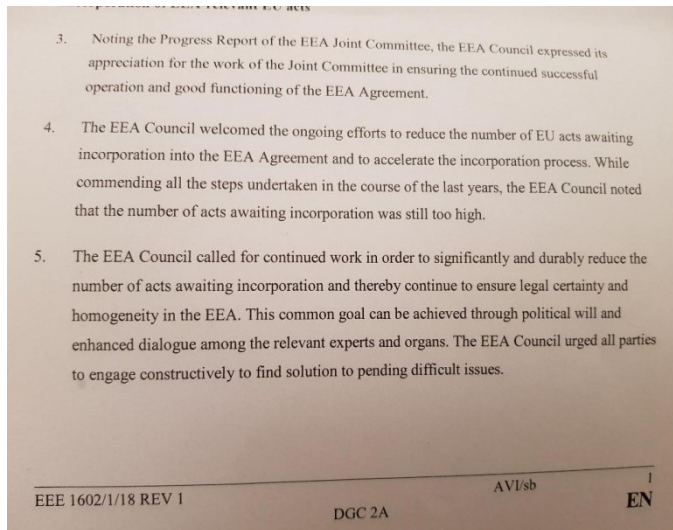 EEA relevant EU acts
3. Noting the Progress Report of the EEA Joint Committee, the EEA Council expressed its
appreciation for the work of the Joint Committee in ensuring the continued successful
operation and good functioning of the EEA Agreement.
4. The EEA Council welcomed the ongoing efforts to reduce the number of EU acts awaiting
incorporation into the EEA Agreement and to accelerate the incorporation process. While
commending all the steps undertaken in the course of the last years, the EEA Council noted
that the number of acts awaiting incorporation was still too high.
5. The EEA Council called for continued work in order to significantly and durably reduce the
number of acts awaiting incorporation and thereby continue to ensure legal certainty and
homogeneity in the EEA. This common goal can be achieved through political will and
enhanced dialogue among the relevant experts and organs. The EEA Council urged all parties
to engage constructively to find solution to pending difficult issues.
EEE 1602/1/18 REV 1 AVI/sb 1
DGC 2A EN